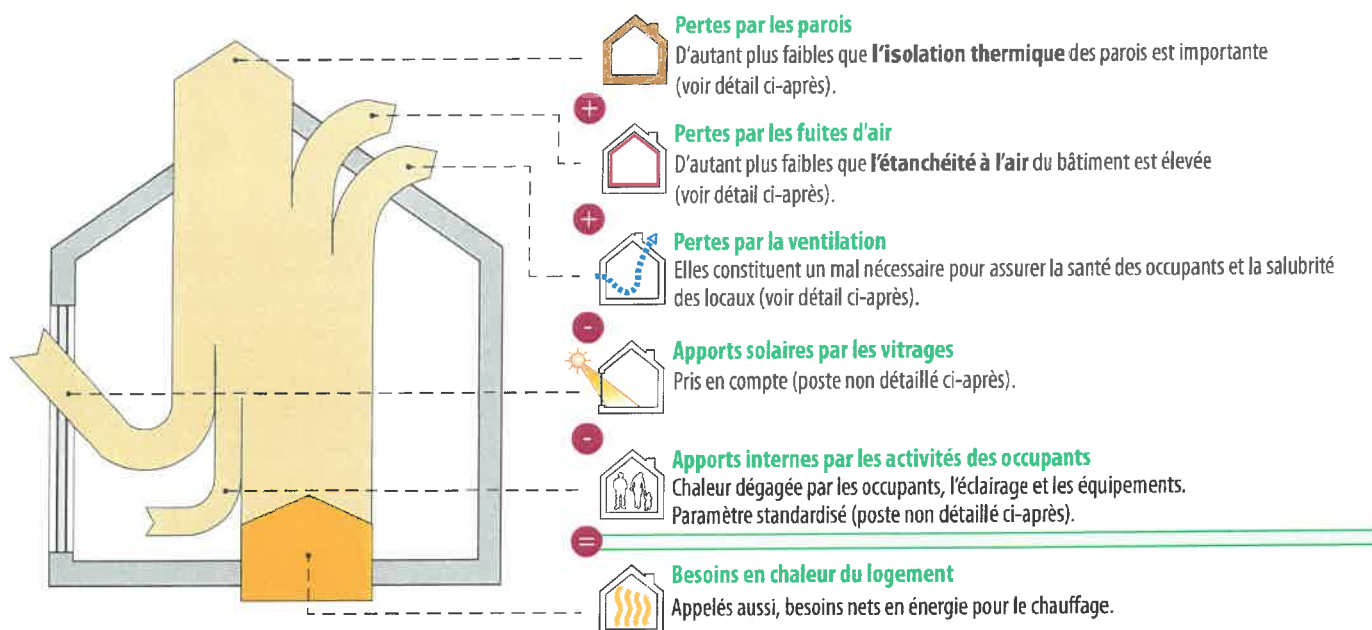 Pertes par les parois
D'autant plus faibles que l'isolation thermique des parois est importante
(voir détail ci-après).
+
Pertes par les fuites d'air
D'autant plus faibles que l'étanchéité à l'air du bâtiment est élevée
(voir détail ci-après).
+
Pertes par la ventilation
Elles constituent un mal nécessaire pour assurer la santé des occupants et la salubrité
des locaux (voir détail ci-après).
-
Apports solaires par les vitrages
Pris en compte (poste non détaillé ci-après).
-
Apports internes par les activités des occupants
Chaleur dégagée par les occupants, l'éclairage et les équipements.
Paramètre standardisé (poste non détaillé ci-après).
=
Besoins en chaleur du logement
Appelés aussi, besoins nets en énergie pour le chauffage.